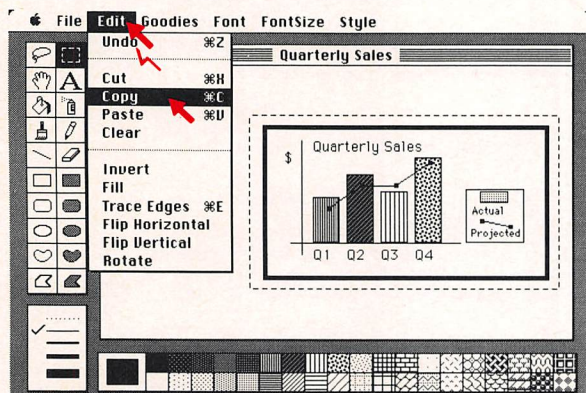 File Edit Goodies Font FontSize Style
Undo ⌘Z
Cut ⌘X
Copy ⌘C
Paste ⌘V
Clear
Invert
Fill
Trace Edges ⌘E
Flip Horizontal
Flip Vertical
Rotate
A
Quarterly Sales
Quarterly Sales
$
Q1 Q2 Q3 Q4
Actual
Projected